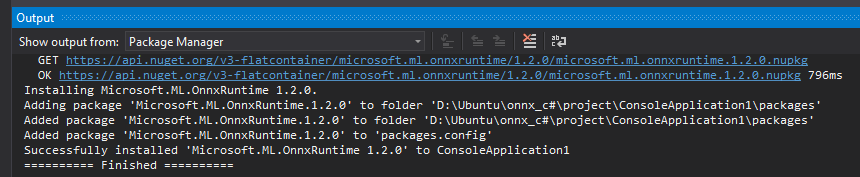 Output
Show output from: Package Manager
GET https://api.nuget.org/v3-flatcontainer/microsoft.ml.onnxruntime/1.2.0/microsoft.ml.onnxruntime.1.2.0.nupkg
OK https://api.nuget.org/v3-flatcontainer/microsoft.ml.onnxruntime/1.2.0/microsoft.ml.onnxruntime.1.2.0.nupkg 796ms
Installing Microsoft.ML.OnnxRuntime 1.2.0.
Adding package 'Microsoft.ML.OnnxRuntime.1.2.0' to folder 'D:\Ubuntu\onnx_c#\project\ConsoleApplication1\packages'
Added package 'Microsoft.ML.OnnxRuntime.1.2.0' to folder 'D:\Ubuntu\onnx_c#\project\ConsoleApplication1\packages'
Added package 'Microsoft.ML.OnnxRuntime.1.2.0' to 'packages.config'
Successfully installed 'Microsoft.ML.OnnxRuntime 1.2.0' to ConsoleApplication1
========== Finished ==========